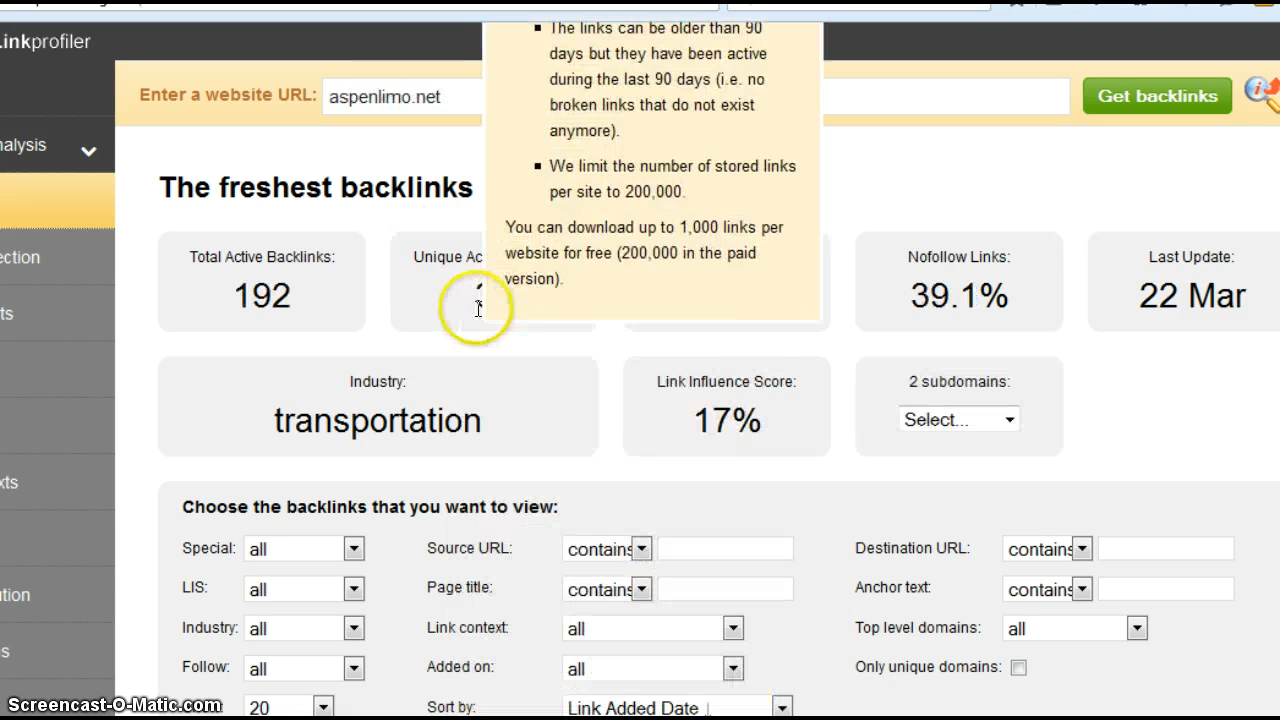 Linkprofiler
The links can be older than 90
days but they have been active
during the last 90 days (i.e. no
broken links that do not exist
anymore).
We limit the number of stored links
per site to 200,000.
You can download up to 1,000 links per
website for free (200,000 in the paid
version).
Enter a website URL: aspenlimo.net Get backlinks
The freshest backlinks
Total Active Backlinks:
192
Unique Ac
Nofollow Links:
39.1%
Last Update:
22 Mar
Industry:
transportation
Link Influence Score:
17%
2 subdomains:
Select...
Choose the backlinks that you want to view:
Special: all Source URL: contains Destination URL: contains
LIS: all Page title: contains Anchor text: contains
Industry: all Link context: all Top level domains: all
Follow: all Added on: all Only unique domains:
20 Sort by: Link Added Date
nalysis
ection
ts
xts
ution
s
Screencast-O-Matic.com